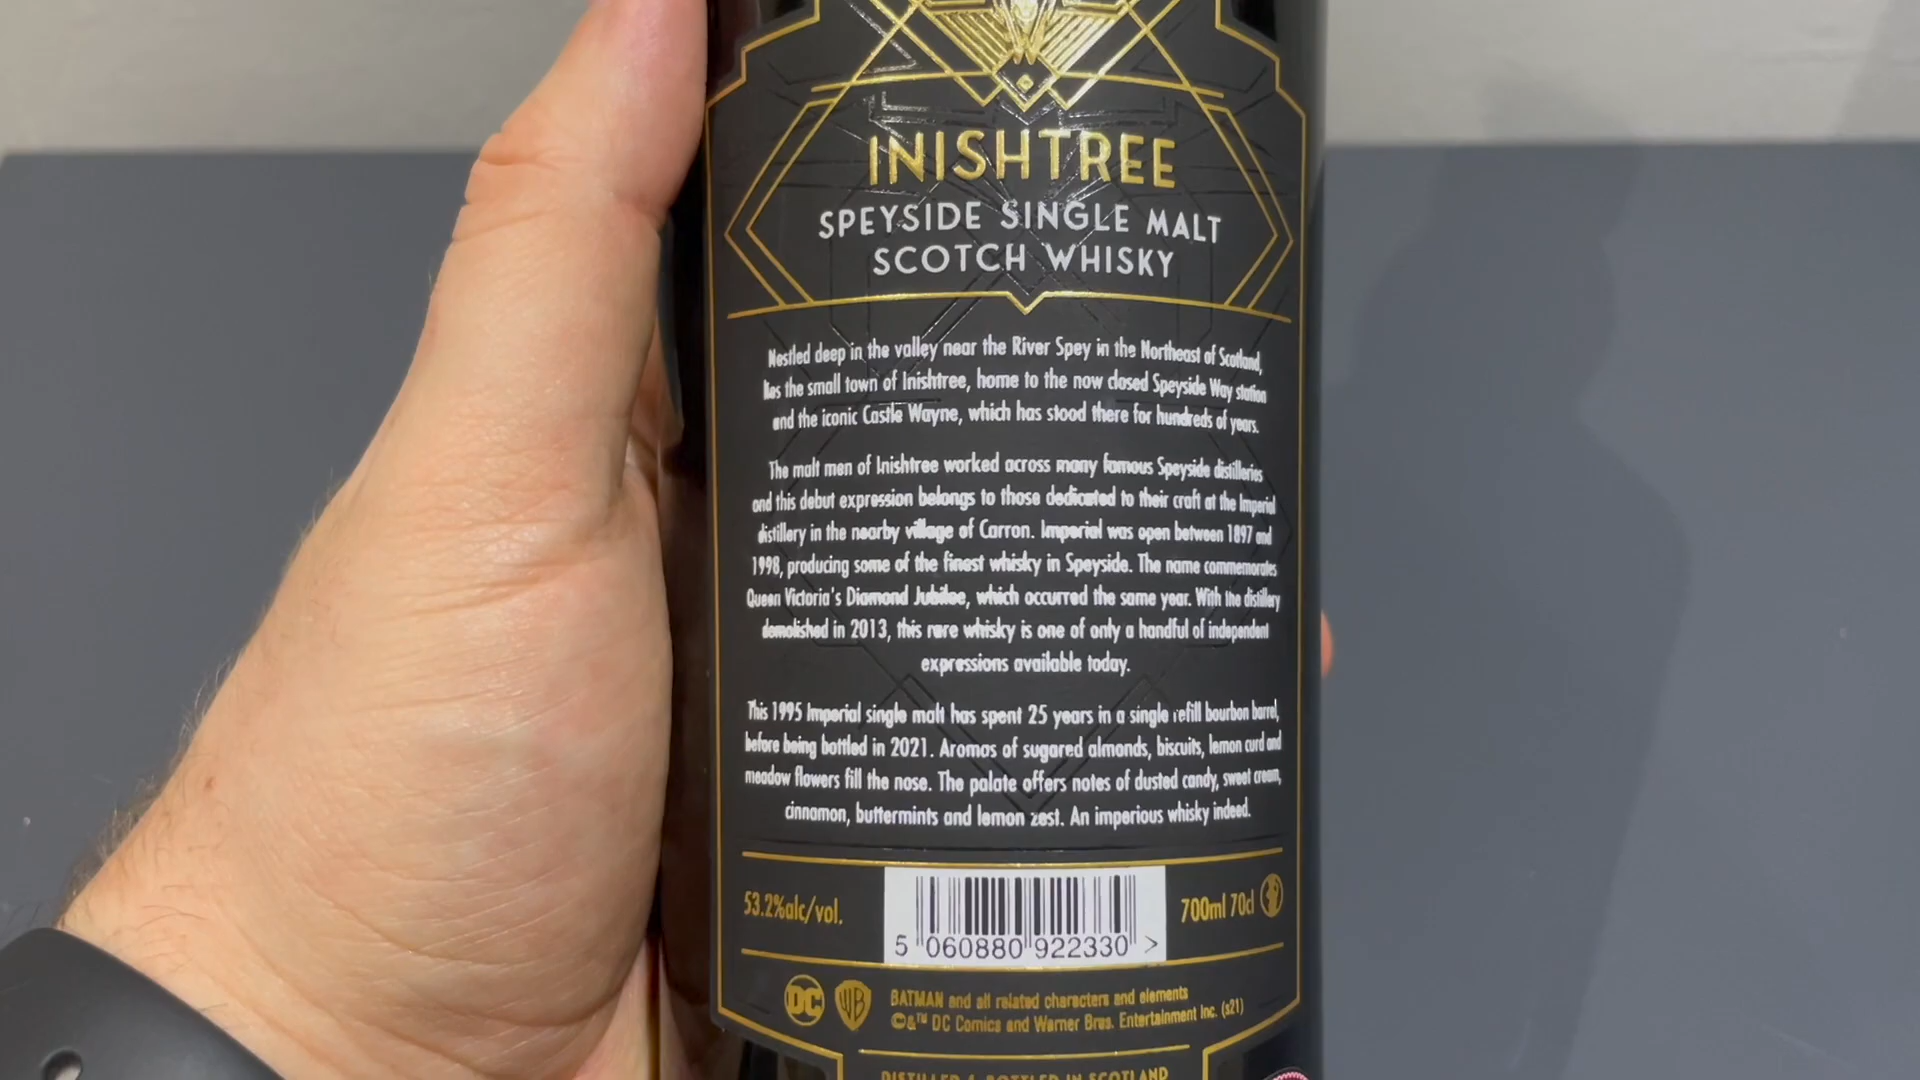 INISHTREE
SPEYSIDE SINGLE MALT
SCOTCH WHISKY
Nestled deep in the valley near the River Spey in the Northeast of Scotland,
lies the small town of Inishtree, home to the now closed Speyside Way station
and the iconic Castle Wayne, which has stood there for hundreds of years.
The malt men of Inishtree worked across many famous Speyside distilleries
and this debut expression belongs to those dedicated to their craft at the Imperial
distillery in the nearby village of Carron. Imperial was open between 1897 and
1998, producing some of the finest whisky in Speyside. The name commemorates
Queen Victoria's Diamond Jubilee, which occurred the same year. With the distillery
demolished in 2013, this rare whisky is one of only a handful of independent
expressions available today.
This 1995 Imperial single malt has spent 25 years in a single refill bourbon barrel,
before being bottled in 2021. Aromas of sugared almonds, biscuits, lemon curd and
meadow flowers fill the nose. The palate offers notes of dusted candy, sweet cream,
cinnamon, buttermints and lemon zest. An imperious whisky indeed.
53.2%alc/vol.
5 060880 922330 >
700ml 70cl
DC WB
BATMAN and all related characters and elements
©&™ DC Comics and Warner Bros. Entertainment Inc. (s21)
DISTILLED & BOTTLED IN SCOTLAND